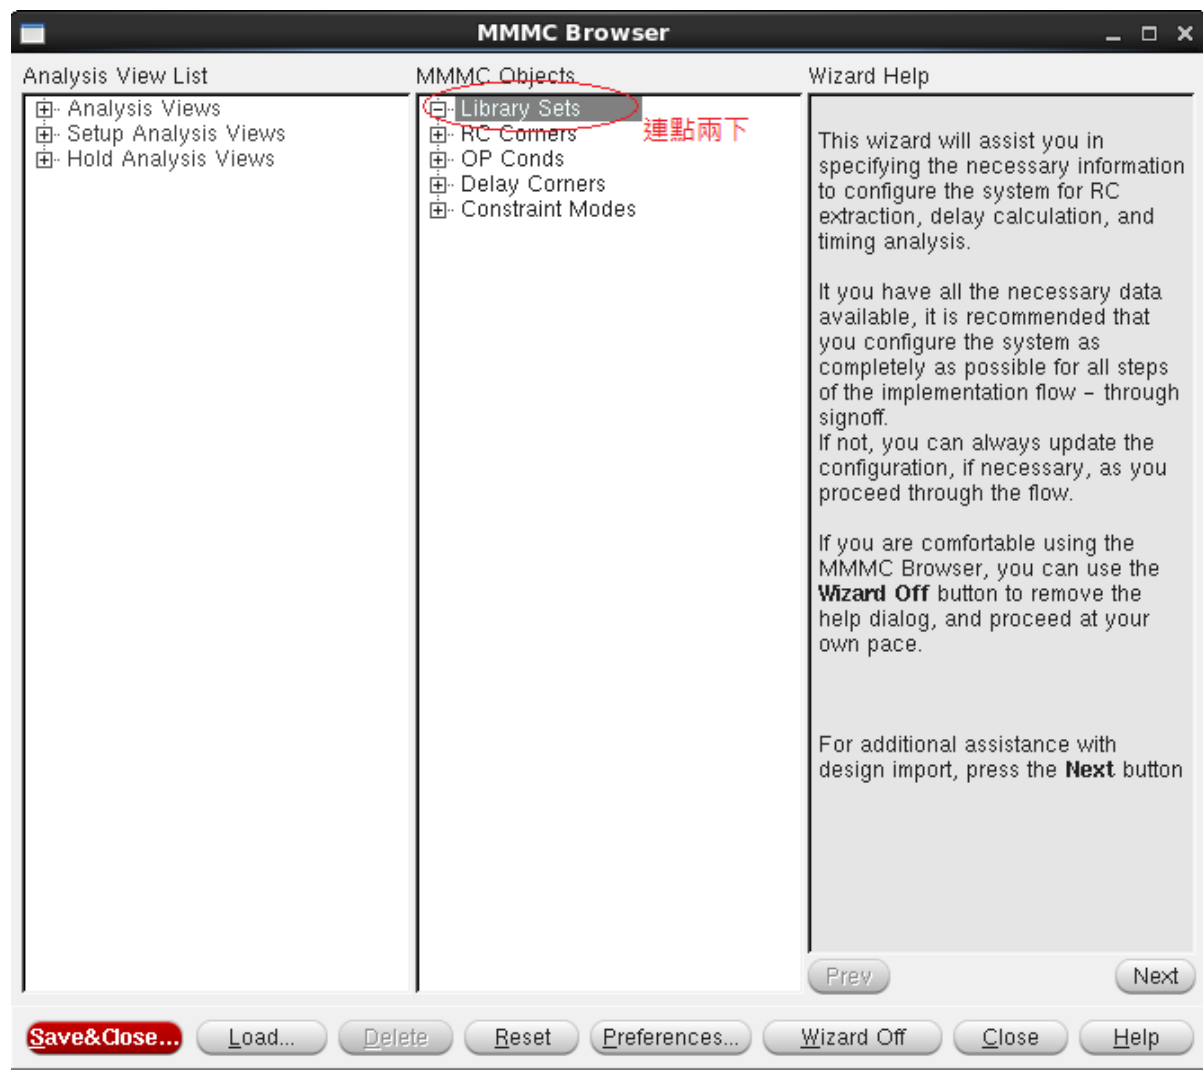 MMMC Browser
Analysis View List
Analysis Views
Setup Analysis Views
Hold Analysis Views
MMMC Objects
Library Sets
連點兩下
RC Corners
OP Conds
Delay Corners
Constraint Modes
Wizard Help
This wizard will assist you in
specifying the necessary information
to configure the system for RC
extraction, delay calculation, and
timing analysis.
It you have all the necessary data
available, it is recommended that
you configure the system as
completely as possible for all steps
of the implementation flow – through
signoff.
If not, you can always update the
configuration, if necessary, as you
proceed through the flow.
If you are comfortable using the
MMMC Browser, you can use the
Wizard Off button to remove the
help dialog, and proceed at your
own pace.
For additional assistance with
design import, press the Next button
Prev Next
Save&Close... Load... Delete Reset Preferences... Wizard Off Close Help